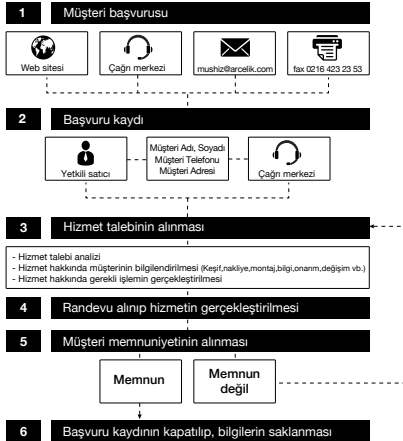 1 Müşteri başvurusu
Web sitesi
Çağrı merkezi
mushiz@arcelik.com
fax 0216 423 23 53
2 Başvuru kaydı
Yetkili satıcı
Müşteri Adı, Soyadı
Müşteri Telefonu
Müşteri Adresi
Çağrı merkezi
3 Hizmet talebinin alınması
- Hizmet talebi analizi
- Hizmet hakkında müşterinin bilgilendirilmesi (Keşif,nakliye,montaj,bilgi,onarım,değişim vb.)
- Hizmet hakkında gerekli işlemin gerçekleştirilmesi
4 Randevu alınıp hizmetin gerçekleştirilmesi
5 Müşteri memnuniyetinin alınması
Memnun
Memnun
değil
6 Başvuru kaydının kapatılıp, bilgilerin saklanması